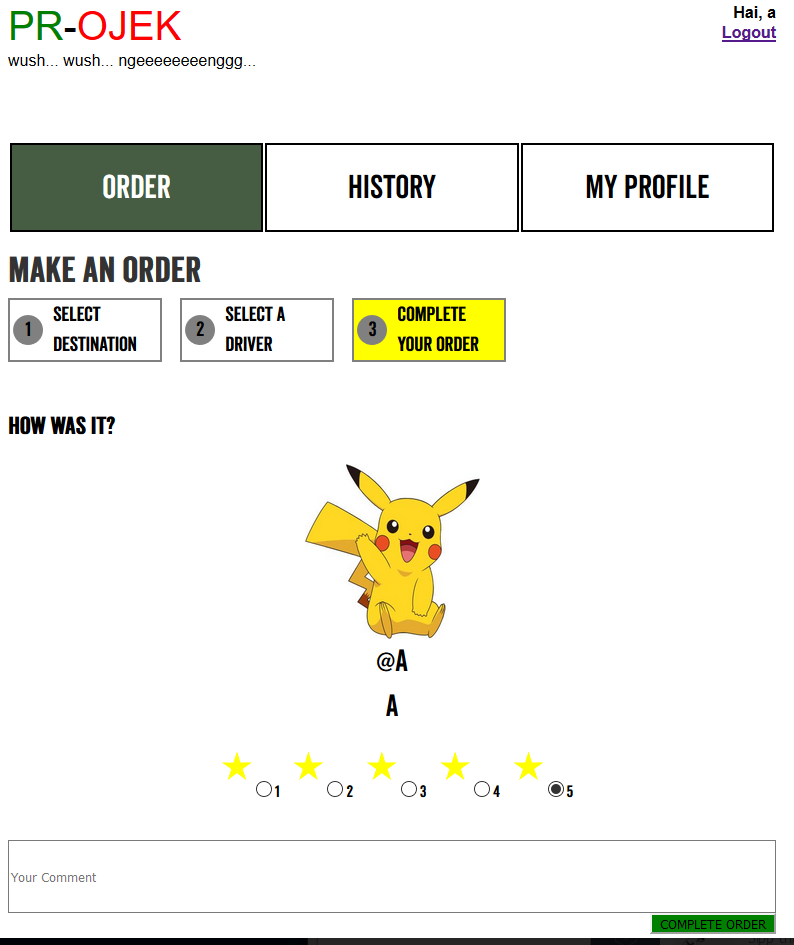 PR-OJEK
Hai, a
Logout
wush... wush... ngeeeeeeeenggg...
ORDER
HISTORY
MY PROFILE
MAKE AN ORDER
1
SELECT
DESTINATION
2
SELECT A
DRIVER
3
COMPLETE
YOUR ORDER
HOW WAS IT?
@A
A
1 2 3 4 5
Your Comment
COMPLETE ORDER